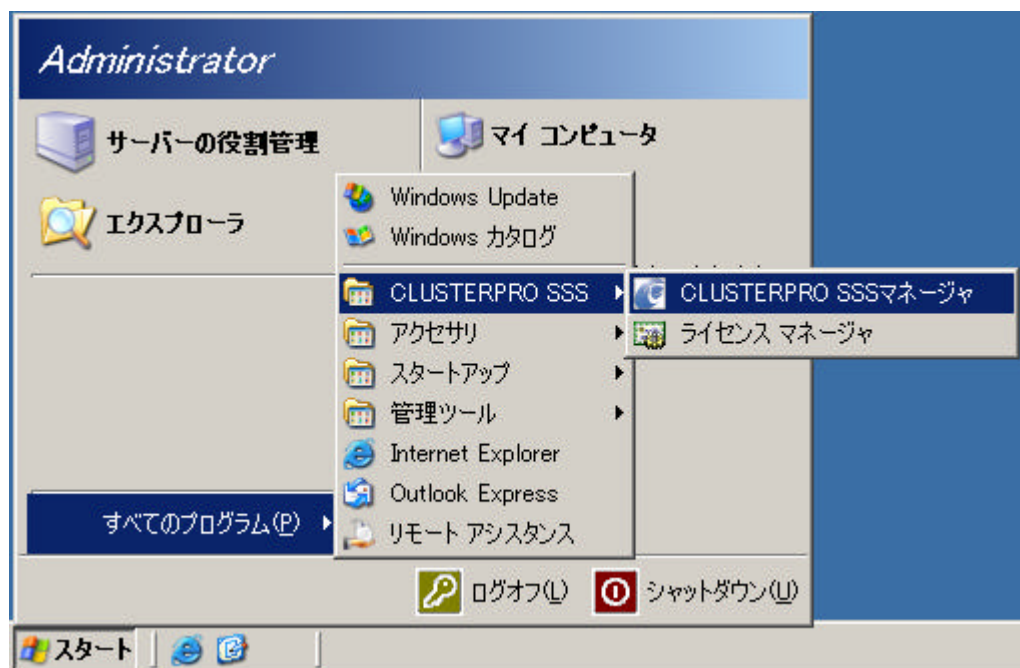 Administrator
サーバーの役割管理
マイ コンピュータ
エクスプローラ
Windows Update
Windows カタログ
CLUSTERPRO SSS
CLUSTERPRO SSSマネージャ
アクセサリ
ライセンス マネージャ
スタートアップ
管理ツール
Internet Explorer
Outlook Express
リモート アシスタンス
すべてのプログラム(P)
ログオフ(L)
シャットダウン(U)
スタート